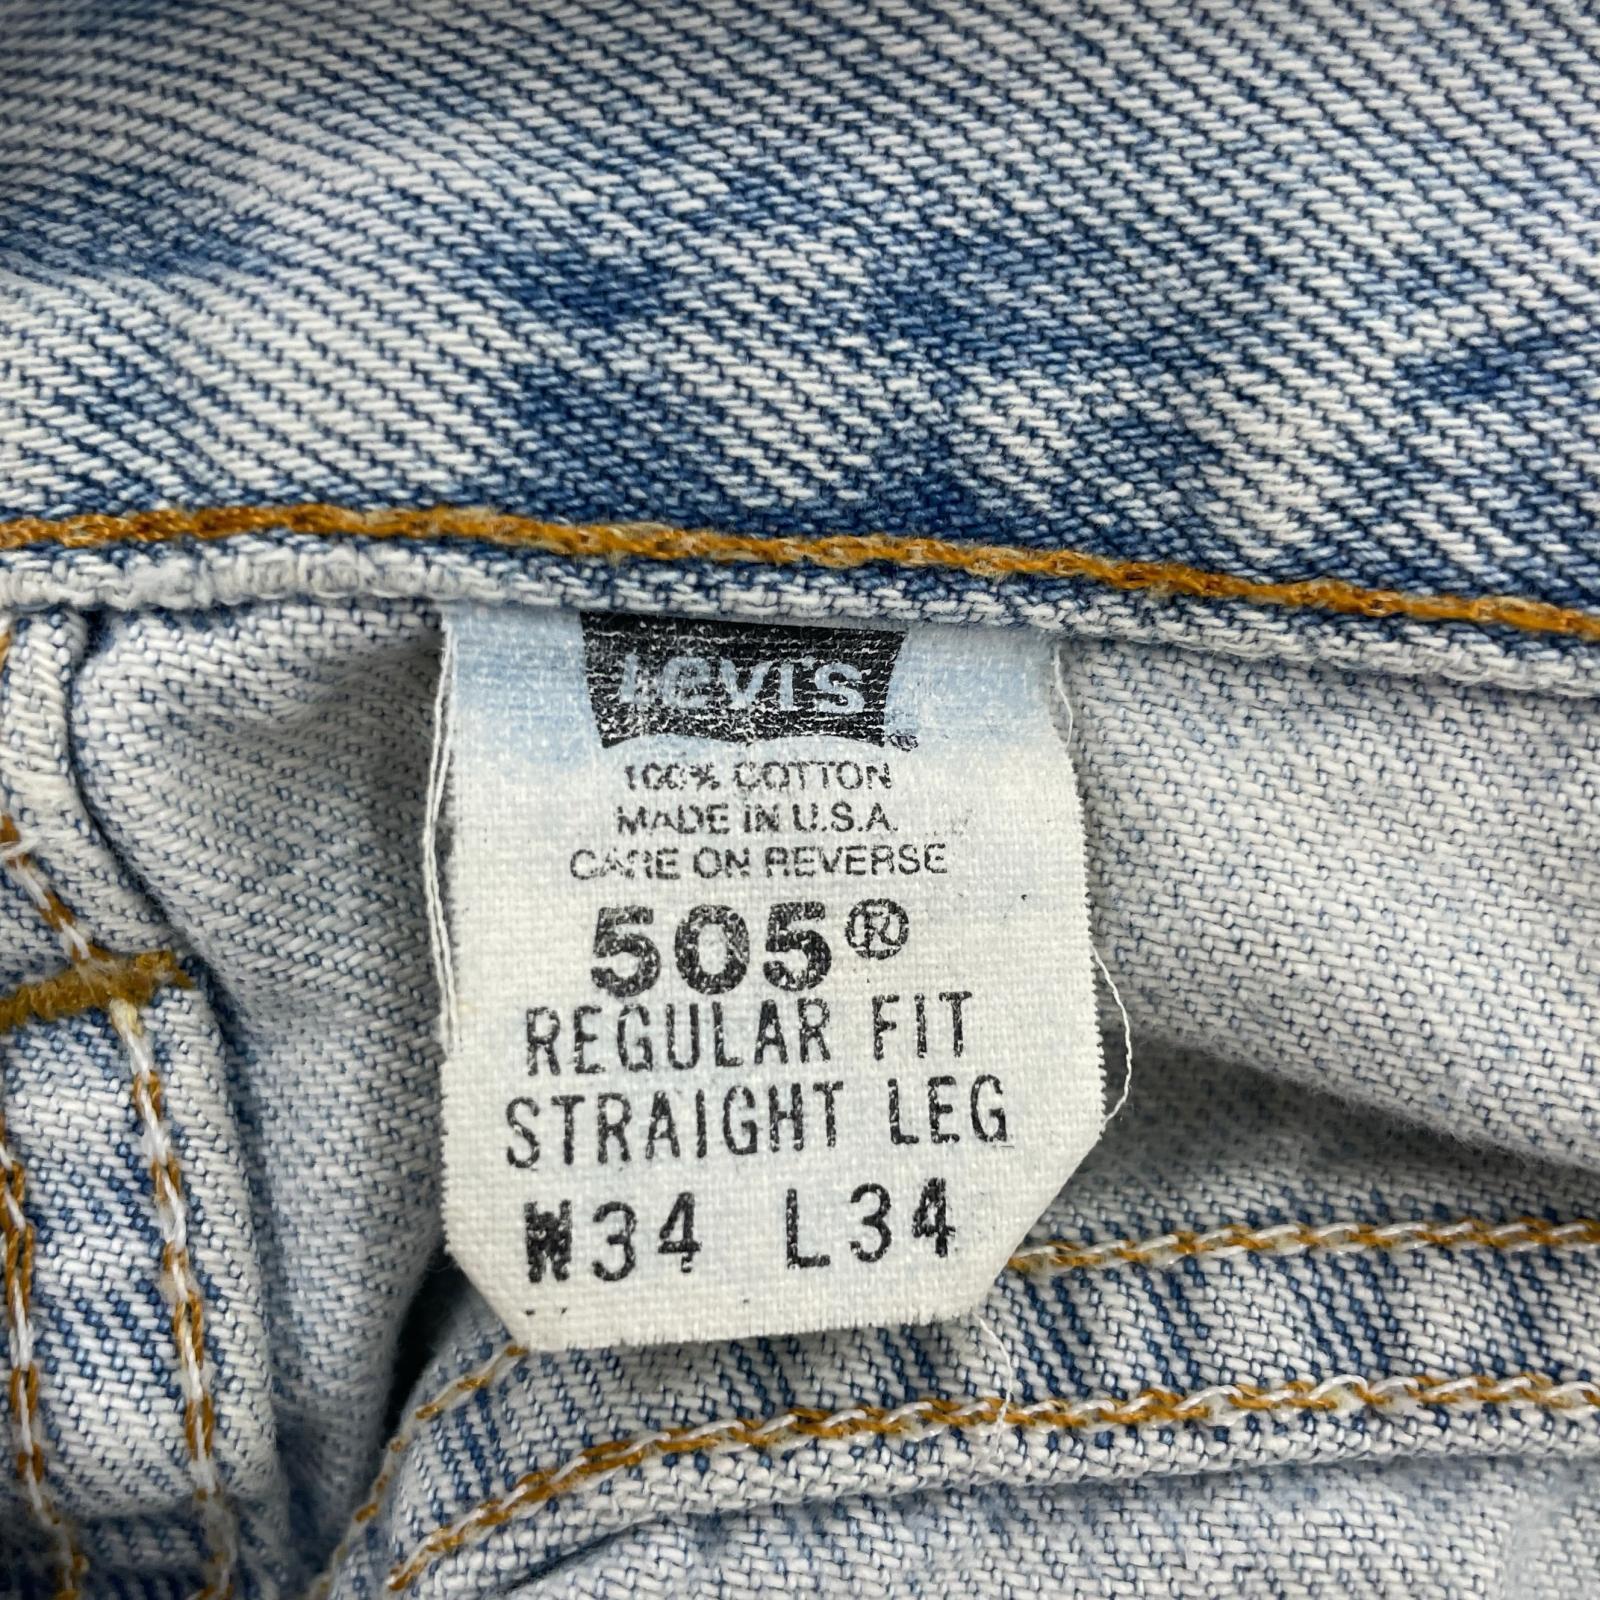 Levi's®
100% COTTON
MADE IN U.S.A.
CARE ON REVERSE
505®
REGULAR FIT
STRAIGHT LEG
W34 L34